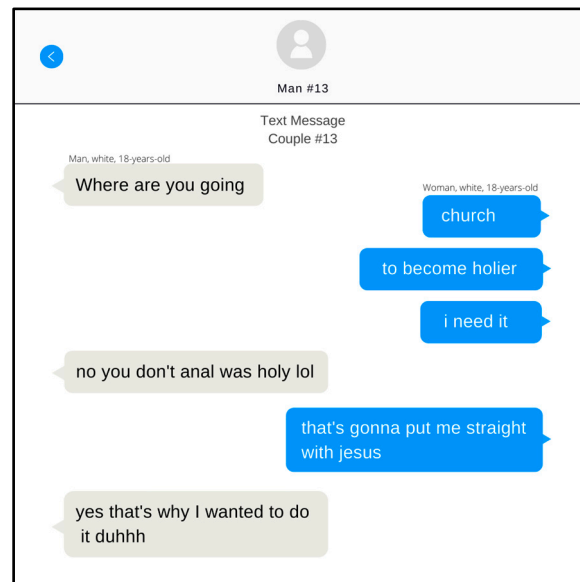 Man #13
Text Message
Couple #13
Man, white, 18-years-old
Where are you going
Woman, white, 18-years-old
church
to become holier
i need it
no you don't anal was holy lol
that's gonna put me straight
with jesus
yes that's why I wanted to do
it duhhh